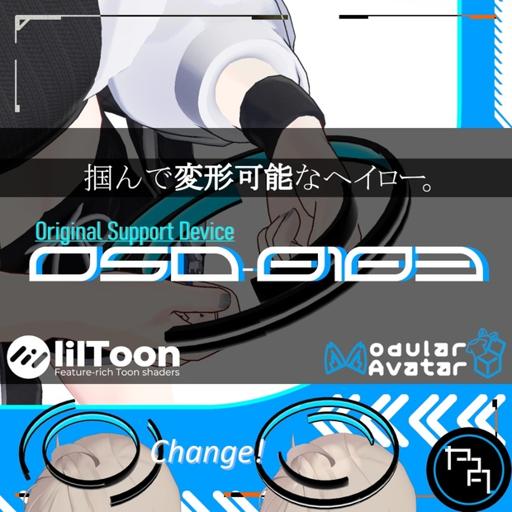 掴んで変形可能なヘイロー。
Original Support Device
OSD-0103
lilToon
Feature-rich Toon shaders
Modular
Avatar
Change!